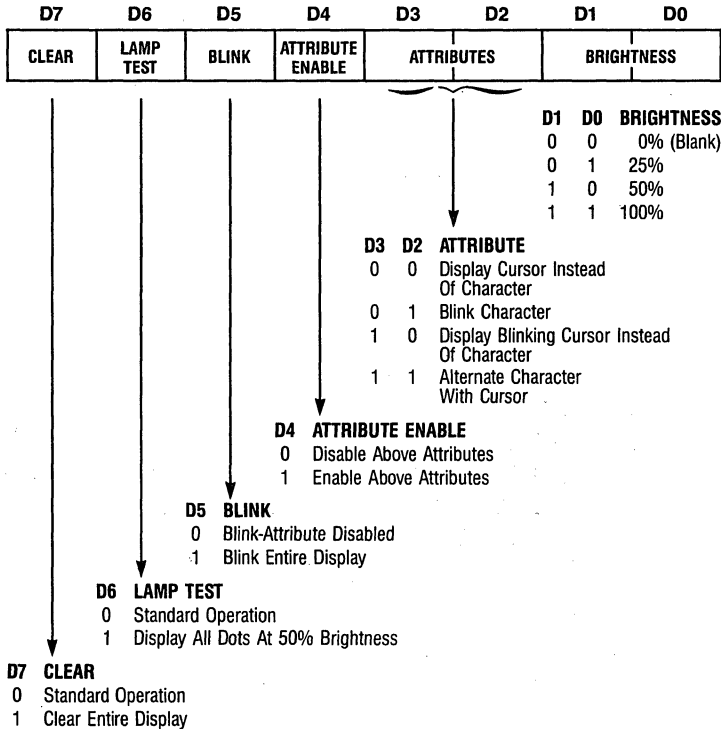 D7 D6 D5 D4 D3 D2 D1 D0
CLEAR LAMP TEST BLINK ATTRIBUTE ENABLE ATTRIBUTES BRIGHTNESS
D1 D0 BRIGHTNESS
0 0 0% (Blank)
0 1 25%
1 0 50%
1 1 100%
D3 D2 ATTRIBUTE
0 0 Display Cursor Instead
Of Character
0 1 Blink Character
1 0 Display Blinking Cursor Instead
Of Character
1 1 Alternate Character
With Cursor
D4 ATTRIBUTE ENABLE
0 Disable Above Attributes
1 Enable Above Attributes
D5 BLINK
0 Blink-Attribute Disabled
1 Blink Entire Display
D6 LAMP TEST
0 Standard Operation
1 Display All Dots At 50% Brightness
D7 CLEAR
0 Standard Operation
1 Clear Entire Display